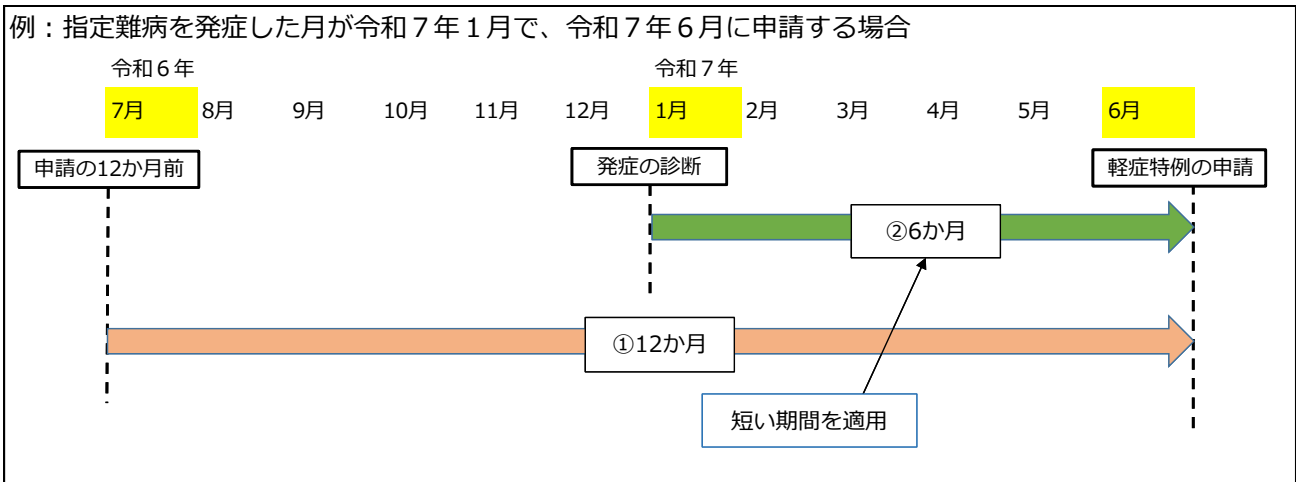 例：指定難病を発症した月が令和７年１月で、令和７年６月に申請する場合
令和６年 令和７年
7月 8月 9月 10月 11月 12月 1月 2月 3月 4月 5月 6月
申請の12か月前 発症の診断 軽症特例の申請
②6か月
①12か月
短い期間を適用